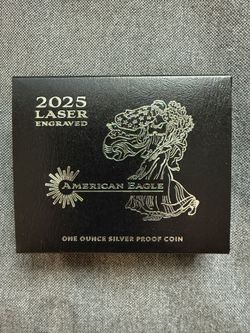 2025
LASER
ENGRAVED
AMERICAN EAGLE
ONE OUNCE SILVER PROOF COIN